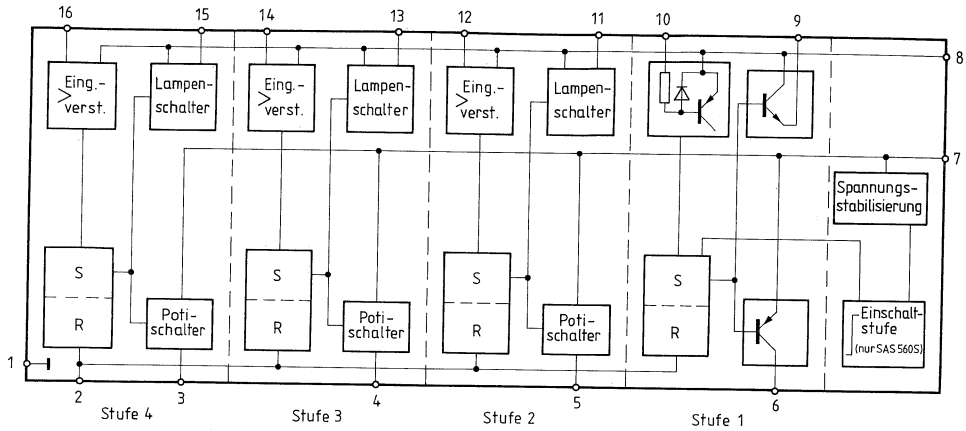 16
15
14
13
12
11
10
9
8
Eing.-
verst.
Lampen-
schalter
Eing.-
verst.
Lampen-
schalter
Eing.-
verst.
Lampen-
schalter
7
Spannungs-
stabilisierung
S
R
Poti-
schalter
S
R
Poti-
schalter
S
R
Poti-
schalter
S
R
Einschalt-
stufe
(nur SAS 560S)
1
2
3
4
5
6
Stufe 4
Stufe 3
Stufe 2
Stufe 1